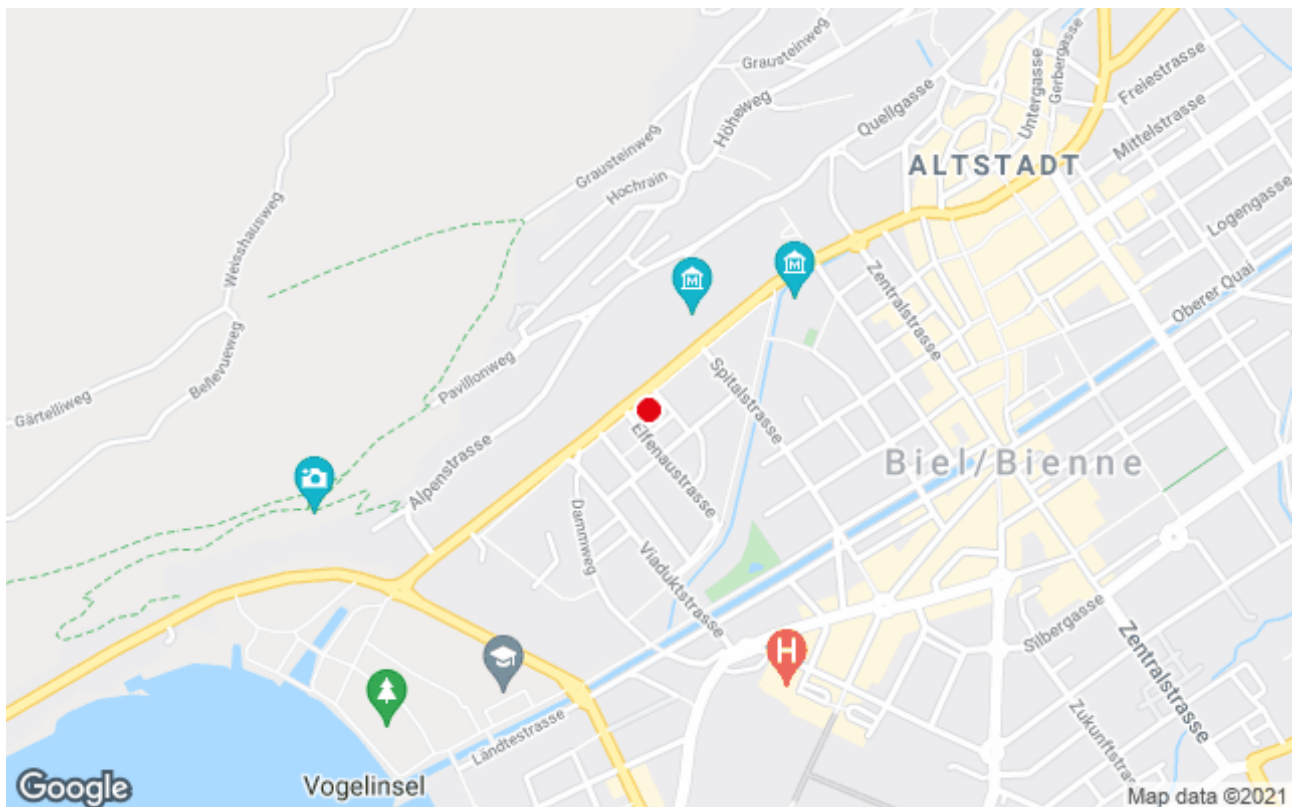 Grausteinweg
Gerbergasse
Untergasse
Freiestrasse
Höheweg
Quellgasse
Mittelstrasse
Grausteinweg
ALTSTADT
Hochrain
Logengasse
Weisshausweg
Oberer Quai
Zentralstrasse
Bellevueweg
Pavillonweg
Spitalstrasse
Gärtelliweg
Elfenaustrasse
Biel/Bienne
Alpenstrasse
Dammweg
Viaduktstrasse
Silbergasse
H
Zentralstrasse
Ländtestrasse
Zukunftstras
Vogelinsel
Google
Map data ©2021